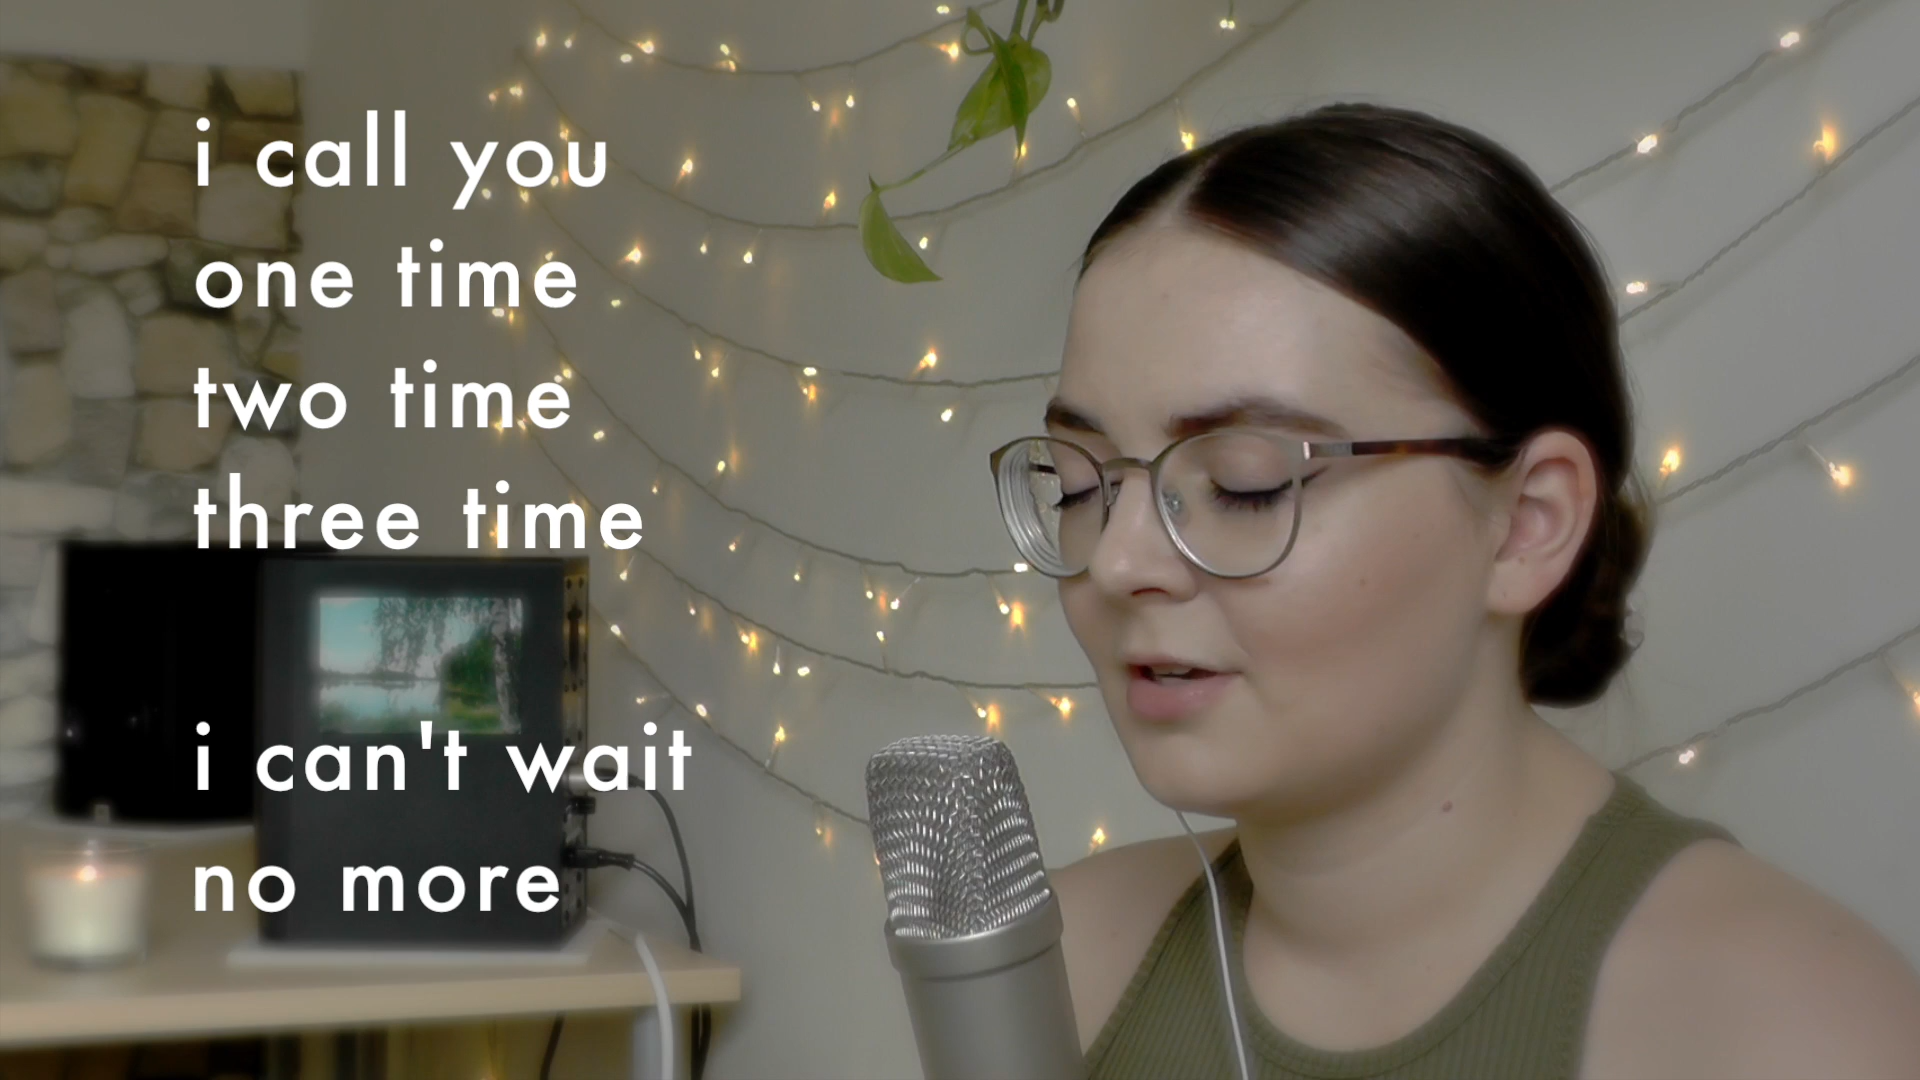 i call you
one time
two time
three time
i can't wait
no more